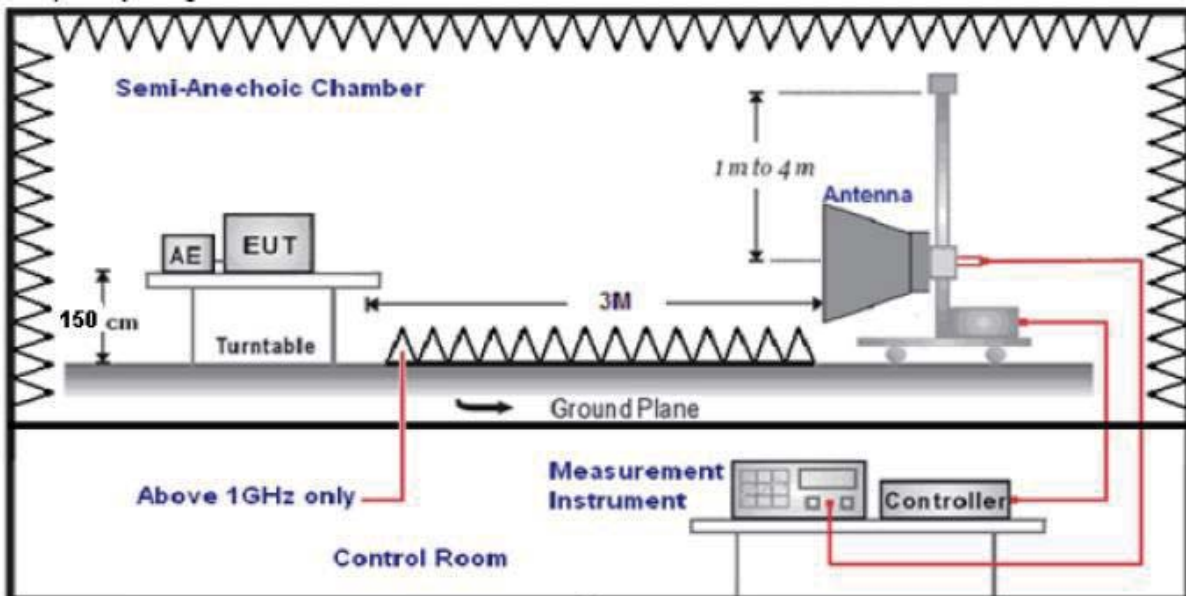 Semi-Anechoic Chamber
1 m to 4 m
Antenna
AE
EUT
150 cm
3M
Turntable
Ground Plane
Above 1GHz only
Measurement
Instrument
Controller
Control Room